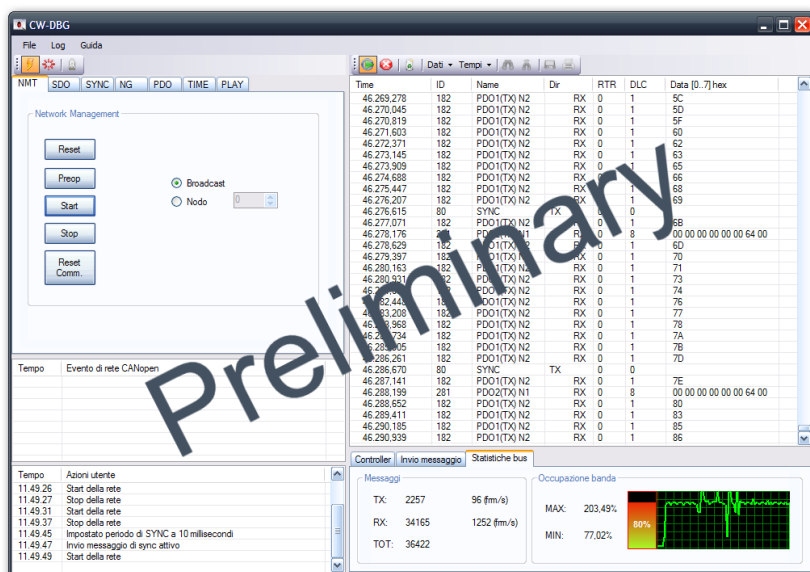 CW-DBG
File Log Guida
Dati Tempi
NMT SDO SYNC NG PDO TIME PLAY
Network Management
Reset
Preop
Start
Stop
Reset
Comm.
Broadcast
Nodo 0
Tempo Evento di rete CANopen
Tempo Azioni utente
11.49.26 Start della rete
11.49.27 Stop della rete
11.49.31 Start della rete
11.49.37 Stop della rete
11.49.45 Impostato periodo di SYNC a 10 millisecondi
11.49.47 Invio messaggio di sync attivo
11.49.49 Start della rete
Time ID Name Dir RTR DLC Data [0..7] hex
46.269,278 182 PDO1(TX) N2 RX 0 1 5C
46.270,045 182 PDO1(TX) N2 RX 0 1 5D
46.270,819 182 PDO1(TX) N2 RX 0 1 5F
46.271,603 182 PDO1(TX) N2 RX 0 1 60
46.272,371 182 PDO1(TX) N2 RX 0 1 62
46.273,145 182 PDO1(TX) N2 RX 0 1 63
46.273,909 182 PDO1(TX) N2 RX 0 1 65
46.274,688 182 PDO1(TX) N2 RX 0 1 66
46.275,447 182 PDO1(TX) N2 RX 0 1 68
46.276,207 182 PDO1(TX) N2 RX 0 1 69
46.276,615 80 SYNC TX 0 0
46.277,071 182 PDO1(TX) N2 RX 0 1 6B
46.278,176 N1 RX 0 8 00 00 00 00 00 00 64 00
46.278,629 182 PDO1(TX) N2 0 1 6D
46.279,397 182 PDO1(TX) N2 RX 0 1 70
46.280,163 182 N2 RX 0 1 71
46.280,931 182 PDO1(TX) N2 RX 0 1 73
182 PDO1(TX) N2 RX 0 1 74
182 PDO1(TX) N2 RX 0 1 76
182 PDO1(TX) N2 RX 0 1 77
182 PDO1(TX) N2 RX 0 1 78
182 PDO1(TX) N2 RX 0 1 7A
182 PDO1(TX) N2 RX 0 1 7B
46.286,261 182 PDO1(TX) N2 RX 0 1 7D
46.286,670 80 SYNC TX 0 0
46.287,141 182 PDO1(TX) N2 RX 0 1 7E
46.288,199 281 PDO2(TX) N1 RX 0 8 00 00 00 00 00 00 64 00
46.288,652 182 PDO1(TX) N2 RX 0 1 80
46.289,411 182 PDO1(TX) N2 RX 0 1 83
46.290,185 182 PDO1(TX) N2 RX 0 1 85
46.290,939 182 PDO1(TX) N2 RX 0 1 86
Preliminary
Controller Invio messaggio Statistiche bus
Messaggi
TX: 2257 96 (frm/s)
RX: 34165 1252 (frm/s)
TOT: 36422
Occupazione banda
MAX: 203,49%
MIN: 77,02%
80%